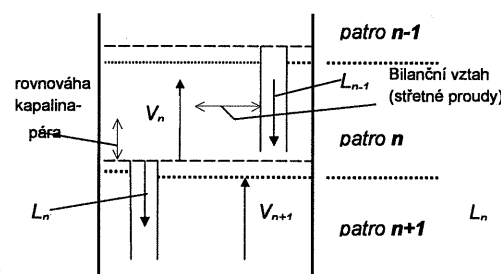 patro n-1
rovnováha
kapalina-
pára
Vn
Ln-1
Bilanční vztah
(střetné proudy)
patro n
Ln
Vn+1
patro n+1
Ln